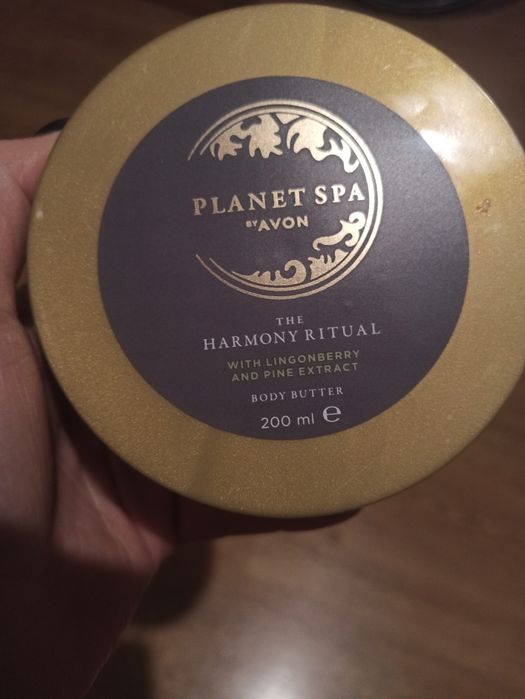 PLANET SPA
BY AVON
THE
HARMONY RITUAL
WITH LINGONBERRY
AND PINE EXTRACT
BODY BUTTER
200 ml ℮